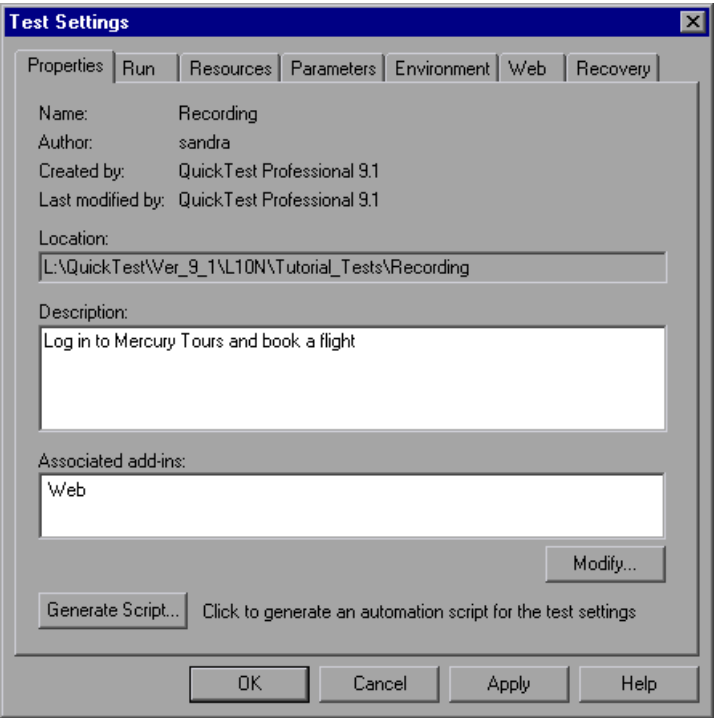 Test Settings
Properties Run Resources Parameters Environment Web Recovery
Name: Recording
Author: sandra
Created by: QuickTest Professional 9.1
Last modified by: QuickTest Professional 9.1
Location:
L:\QuickTest\Ver_9_1\L10N\Tutorial_Tests\Recording
Description:
Log in to Mercury Tours and book a flight
Associated add-ins:
Web
Modify...
Generate Script... Click to generate an automation script for the test settings
OK Cancel Apply Help